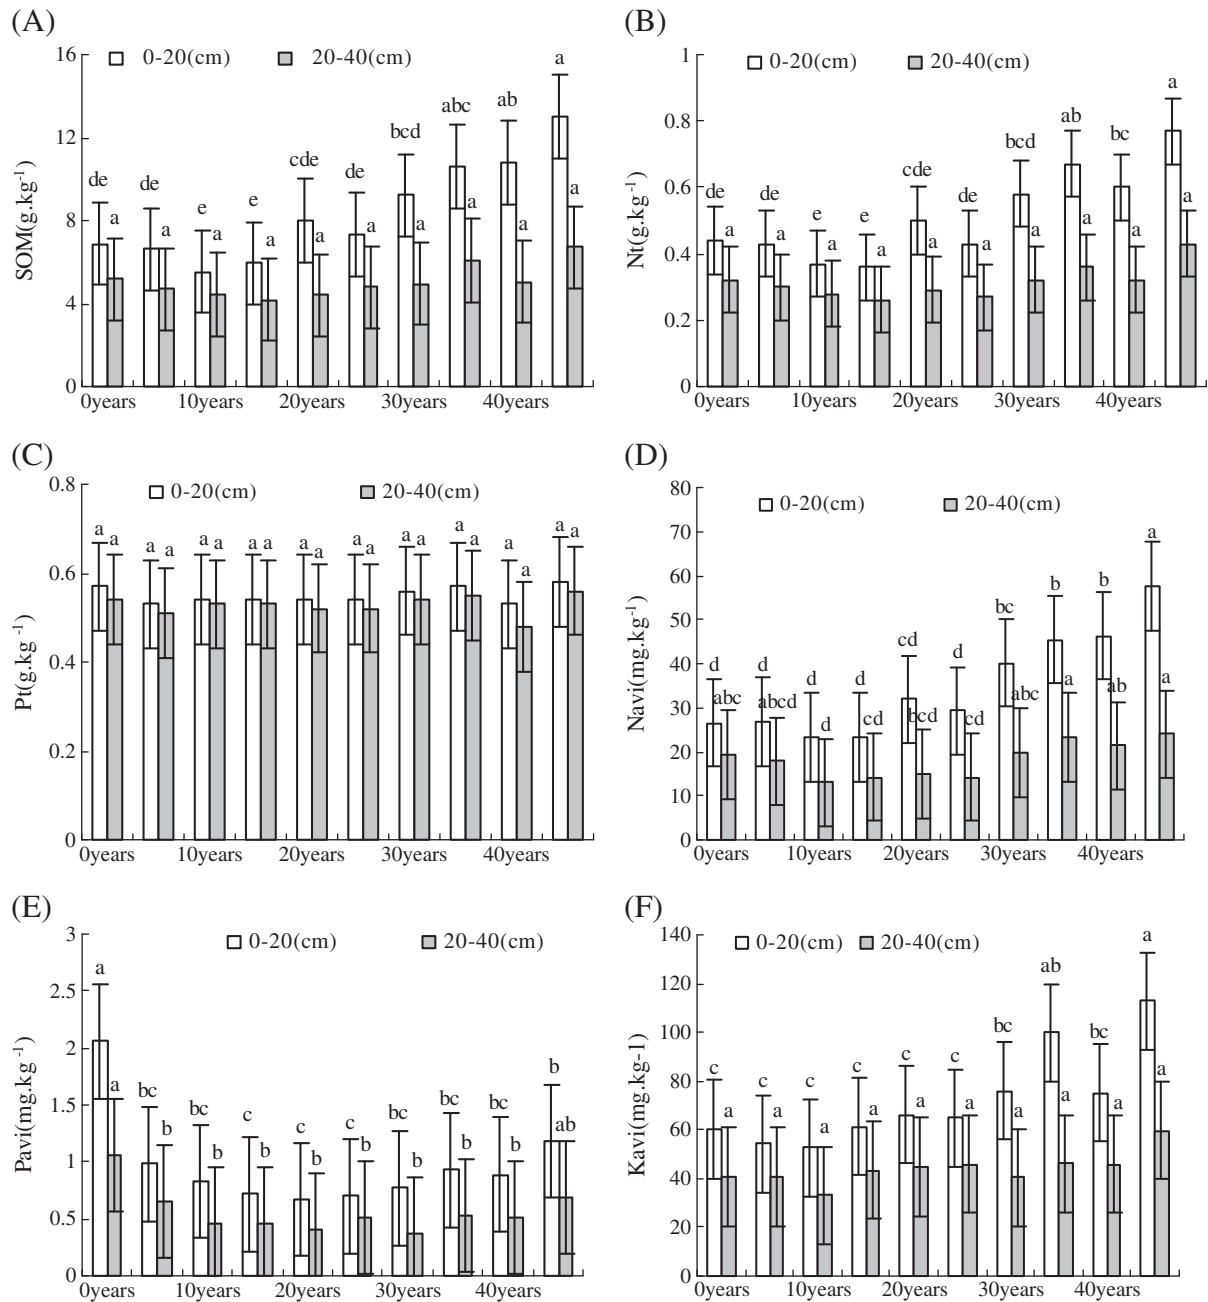 (A)
0-20(cm) 20-40(cm)
SOM(g.kg-1)
16
12
8
4
0
de a de a e a e a cde a a bcd a abc a ab a a a
0years 10years 20years 30years 40years
(B)
0-20(cm) 20-40(cm)
Nt(g.kg-1)
1
0.8
0.6
0.4
0.2
0
de a de a e a e a cde a de a bcd a ab a bc a a a
0years 10years 20years 30years 40years
(C)
0-20(cm) 20-40(cm)
Pt(g.kg -1)
0.8
0.6
0.4
0.2
0
a a a a a a a a a a a a a a a a a a a a
0years 10years 20years 30years 40years
(D)
0-20(cm) 20-40(cm)
Navi(mg.kg-1)
80
70
60
50
40
30
20
10
0
d abc d abcd d d d cd cd bcd d cd bc abc b a b ab a a
0years 10years 20years 30years 40years
(E)
0-20(cm) 20-40(cm)
Pavi(mg.kg -1)
3
2.5
2
1.5
1
0.5
0
a a bc b bc b c b c b c b bc b bc b bc b b ab
0years 10years 20years 30years 40years
(F)
0-20(cm) 20-40(cm)
Kavi(mg.kg-1)
140
120
100
80
60
40
20
0
c a c a c a c a c a c a bc a ab a bc a a a
0years 10years 20years 30years 40years